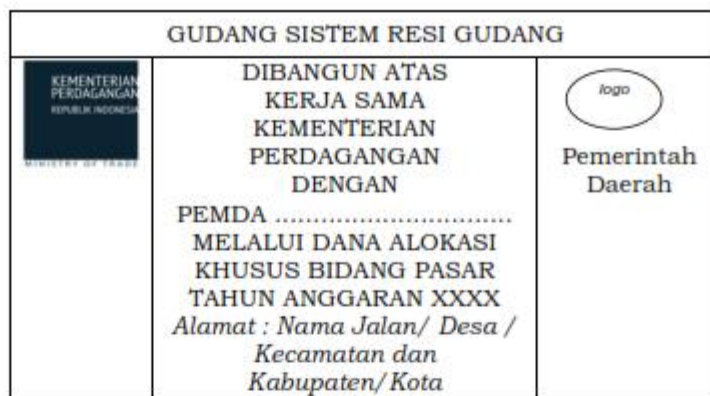 GUDANG SISTEM RESI GUDANG
KEMENTERIAN
PERDAGANGAN
REPUBLIK INDONESIA
MINISTRY OF TRADE
DIBANGUN ATAS
KERJA SAMA
KEMENTERIAN
PERDAGANGAN
DENGAN
PEMDA ...............................
MELALUI DANA ALOKASI
KHUSUS BIDANG PASAR
TAHUN ANGGARAN XXXX
Alamat : Nama Jalan/ Desa /
Kecamatan dan
Kabupaten/Kota
logo
Pemerintah
Daerah